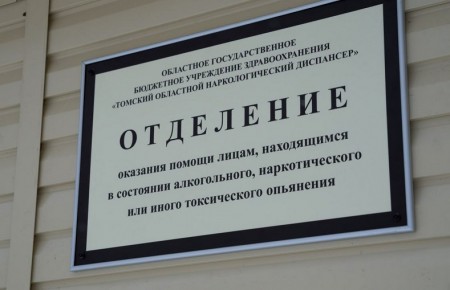 ОБЛАСТНОЕ ГОСУДАРСТВЕННОЕ
БЮДЖЕТНОЕ УЧРЕЖДЕНИЕ ЗДРАВООХРАНЕНИЯ
«ТОМСКИЙ ОБЛАСТНОЙ НАРКОЛОГИЧЕСКИЙ ДИСПАНСЕР»
ОТДЕЛЕНИЕ
оказания помощи лицам, находящимся
в состоянии алкогольного, наркотического
или иного токсического опьянения